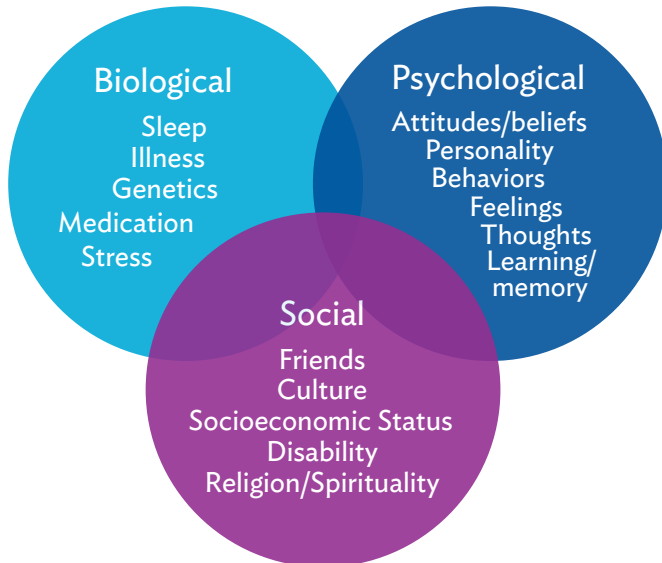 Biological
Sleep
Illness
Genetics
Medication
Stress
Psychological
Attitudes/beliefs
Personality
Behaviors
Feelings
Thoughts
Learning/
memory
Social
Friends
Culture
Socioeconomic Status
Disability
Religion/Spirituality